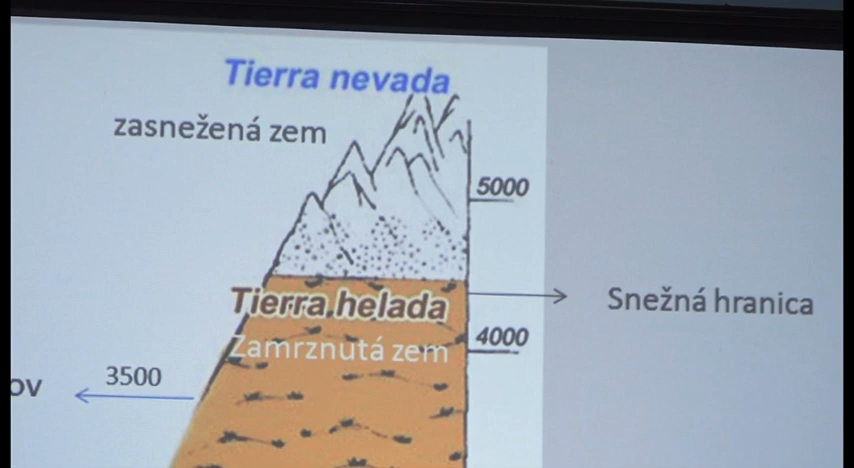 Tierra nevada
zasnežená zem
5000
Tierra helada
Snežná hranica
4000
Zamrznutá zem
3500
ov